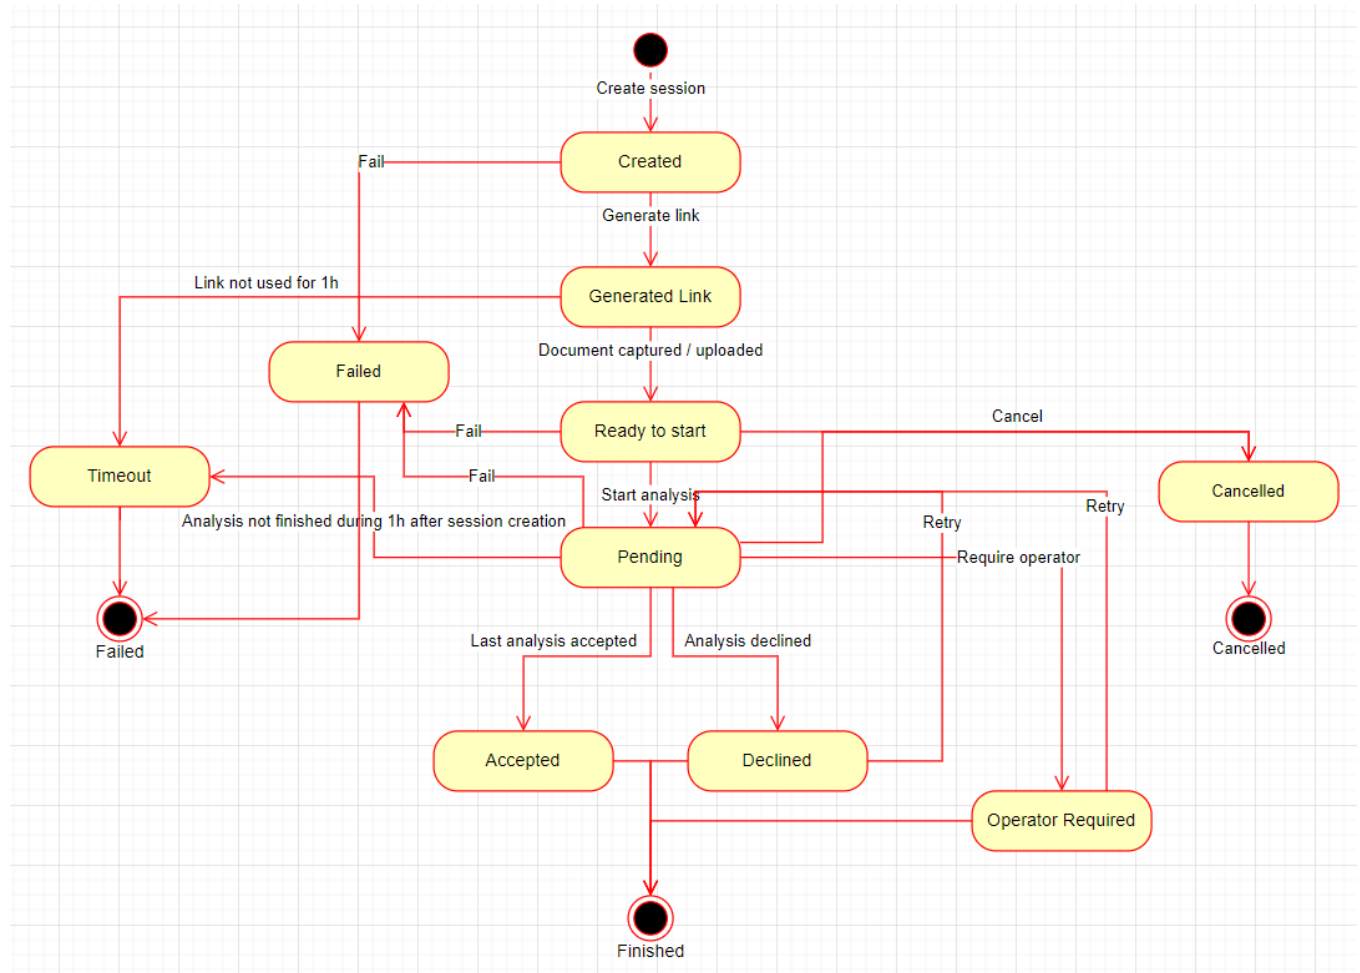 Create session
Created
Fail
Generate link
Link not used for 1h
Generated Link
Document captured / uploaded
Failed
Cancel
Fail
Ready to start
Timeout
Fail
Start analysis
Cancelled
Retry
Analysis not finished during 1h after session creation
Retry
Pending
Require operator
Last analysis accepted
Analysis declined
Failed
Cancelled
Accepted
Declined
Operator Required
Finished